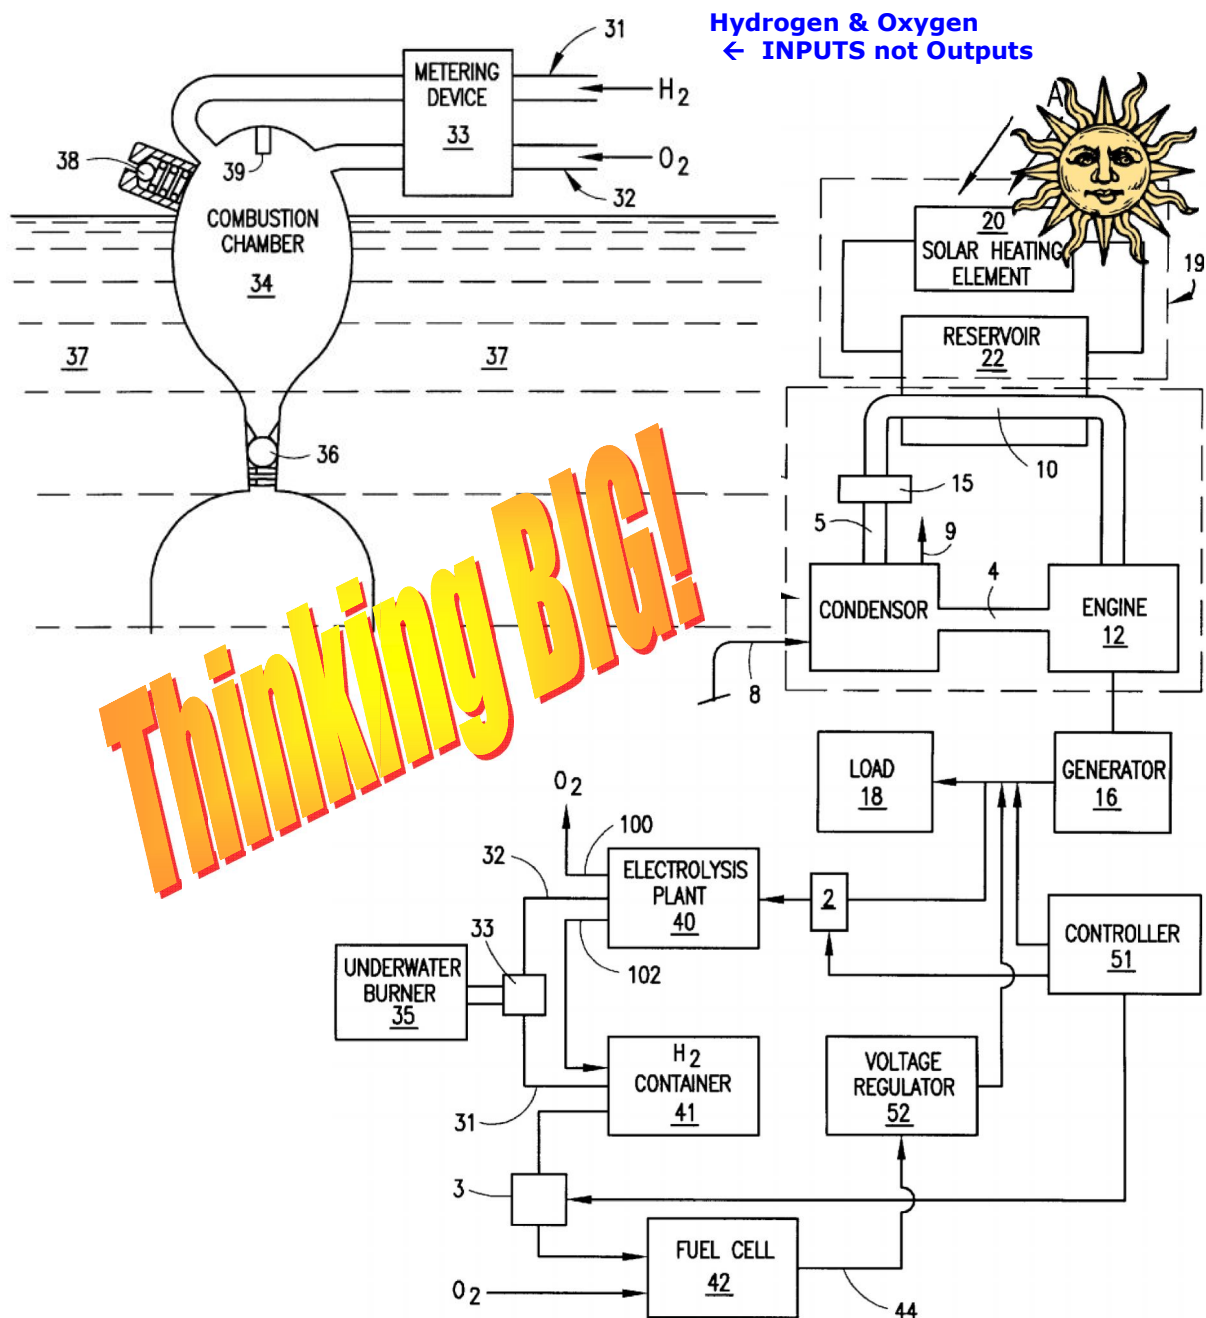 Hydrogen & Oxygen
← INPUTS not Outputs
31
METERING
DEVICE
33
H2
O2
32
38
39
COMBUSTION
CHAMBER
34
37
37
36
A
20
SOLAR HEATING
ELEMENT
19
RESERVOIR
22
10
15
5
9
4
CONDENSOR
ENGINE
12
8
Thinking BIG!
LOAD
18
GENERATOR
16
O2
100
32
ELECTROLYSIS
PLANT
40
2
CONTROLLER
51
33
102
UNDERWATER
BURNER
35
H2
CONTAINER
41
VOLTAGE
REGULATOR
52
31
3
FUEL CELL
42
O2
44